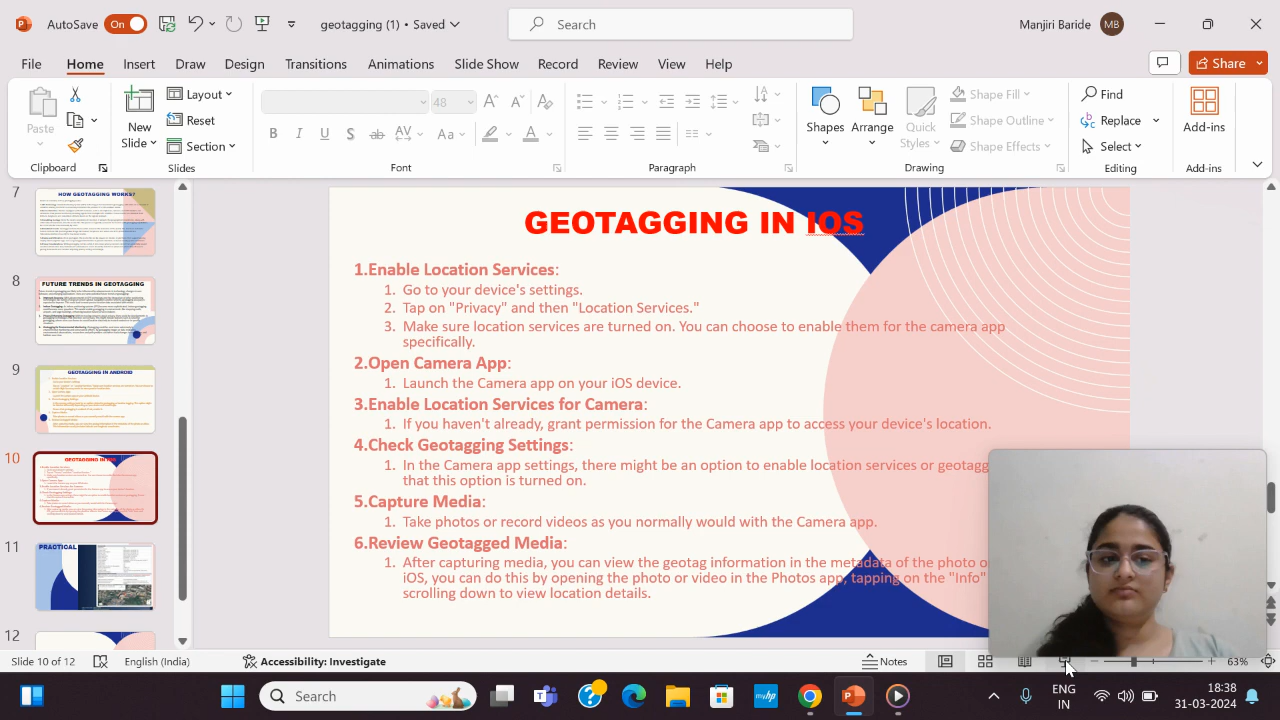 AutoSave On geotagging (1) • Saved Search Manjiri Baride MB
File Home Insert Draw Design Transitions Animations Slide Show Record Review View Help Share
Paste New Slide Layout Reset Section 48 Shapes Arrange Quick Styles Shape Fill Shape Outline Shape Effects Find Replace Select Add-ins
Clipboard Slides Font Paragraph Drawing Editing Add-ins
7
HOW GEOTAGGING WORKS?
8
FUTURE TRENDS IN GEOTAGGING
9
GEOTAGGING IN ANDROID
10
GEOTAGGING IN IOS
11
PRACTICAL
12
GEOTAGGING IN IOS
1.Enable Location Services:
1. Go to your device's settings.
2. Tap on "Privacy" and then "Location Services."
3. Make sure location services are turned on. You can choose to enable them for the camera app
specifically.
2.Open Camera App:
1. Launch the Camera app on your iOS device.
3.Enable Location Services for Camera:
1. If you haven't already, grant permission for the Camera app to access your device's location.
4.Check Geotagging Settings:
1. In the Camera app settings, there might be an option to enable location services or geotagg
that this option is turned on.
5.Capture Media:
1. Take photos or record videos as you normally would with the Camera app.
6.Review Geotagged Media:
1. After capturing media, you can view the geotag information in the metadata of the photo o
iOS, you can do this by opening the photo or video in the Photos app, tapping on the "Info"
scrolling down to view location details.
Slide 10 of 12 English (India) Accessibility: Investigate Notes 63%
Search ENG IN 18:38 31-03-2024